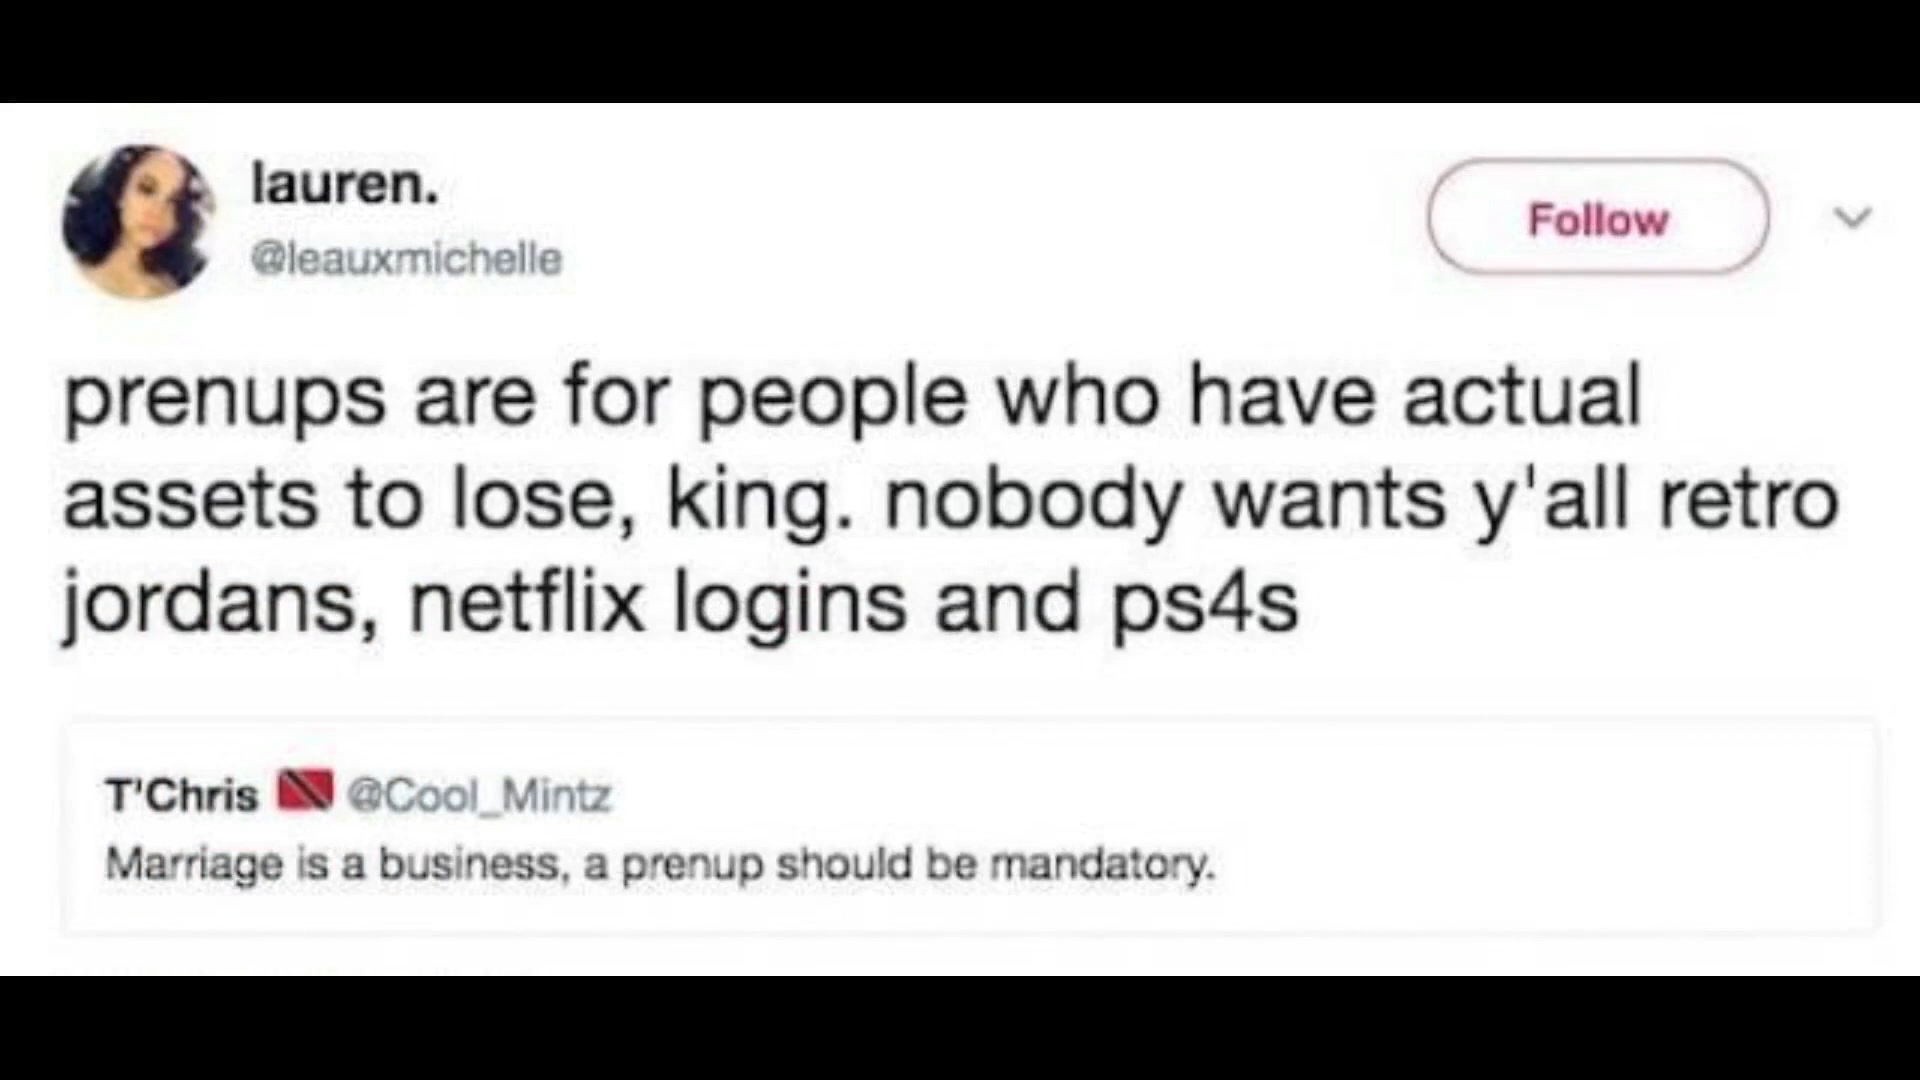 lauren.
@leauxmichelle
Follow
prenups are for people who have actual
assets to lose, king. nobody wants y'all retro
jordans, netflix logins and ps4s
T'Chris 🇹🇹 @Cool_Mintz
Marriage is a business, a prenup should be mandatory.